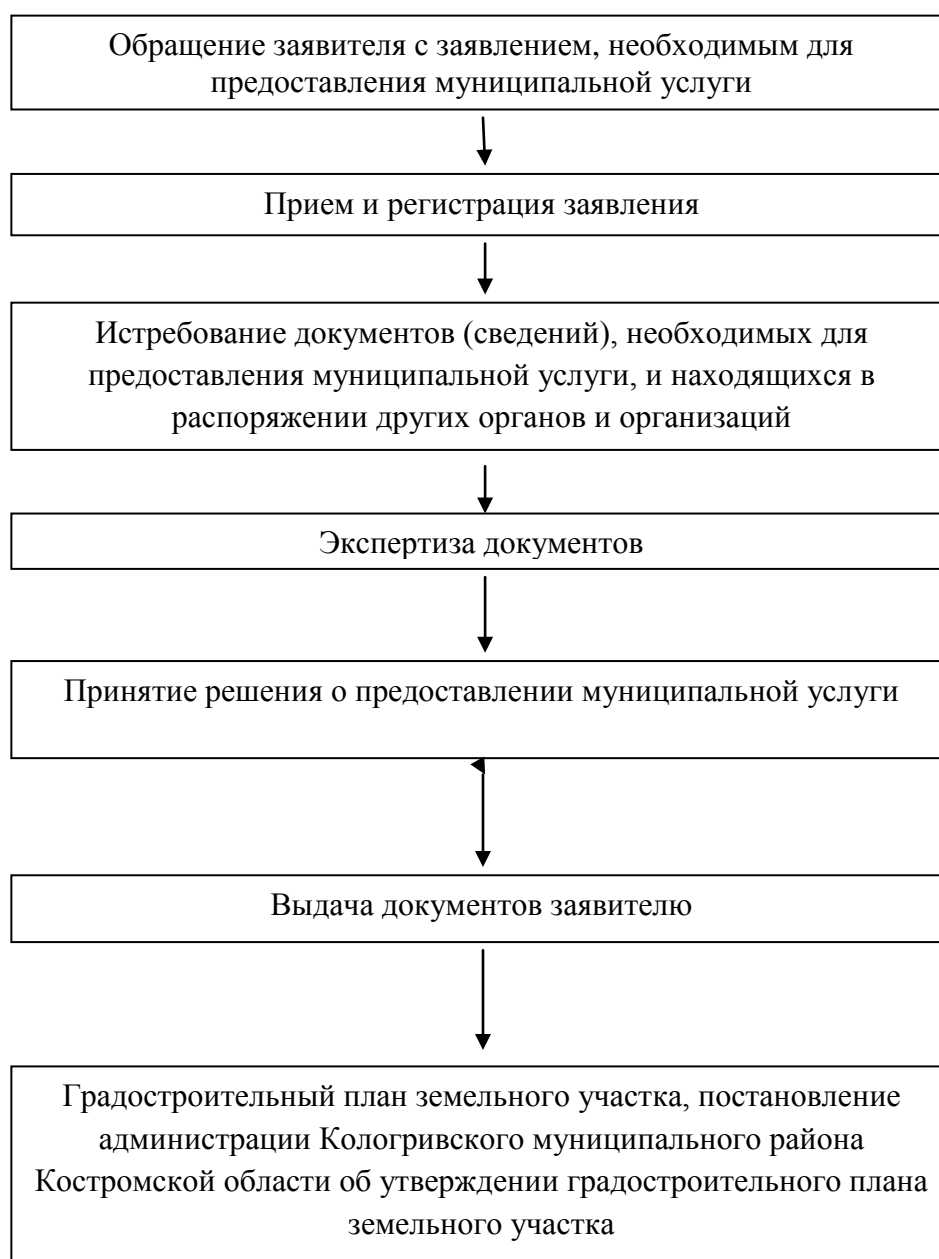 Обращение заявителя с заявлением, необходимым для
предоставления муниципальной услуги
Прием и регистрация заявления
Истребование документов (сведений), необходимых для
предоставления муниципальной услуги, и находящихся в
распоряжении других органов и организаций
Экспертиза документов
Принятие решения о предоставлении муниципальной услуги
Выдача документов заявителю
Градостроительный план земельного участка, постановление
администрации Кологривского муниципального района
Костромской области об утверждении градостроительного плана
земельного участка